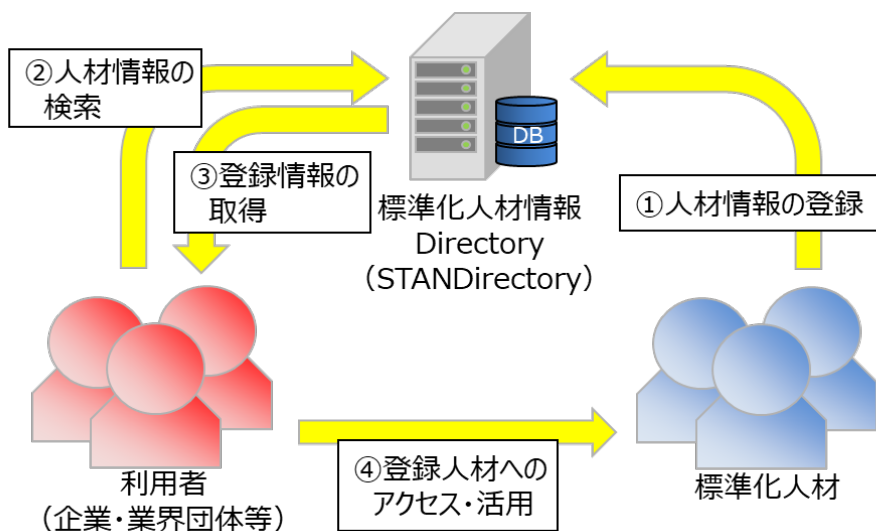 ②人材情報の
検索
③登録情報の
取得
DB
標準化人材情報
Directory
（STANDirectory）
①人材情報の登録
④登録人材への
アクセス・活用
利用者
（企業・業界団体等）
標準化人材